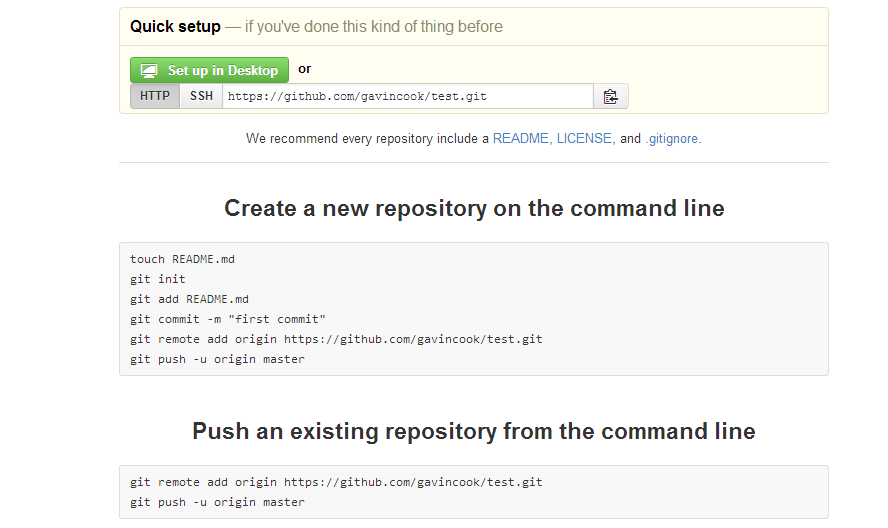 Quick setup — if you've done this kind of thing before
Set up in Desktop or
HTTP SSH https://github.com/gavincook/test.git
We recommend every repository include a README, LICENSE, and .gitignore.
Create a new repository on the command line
touch README.md
git init
git add README.md
git commit -m "first commit"
git remote add origin https://github.com/gavincook/test.git
git push -u origin master
Push an existing repository from the command line
git remote add origin https://github.com/gavincook/test.git
git push -u origin master